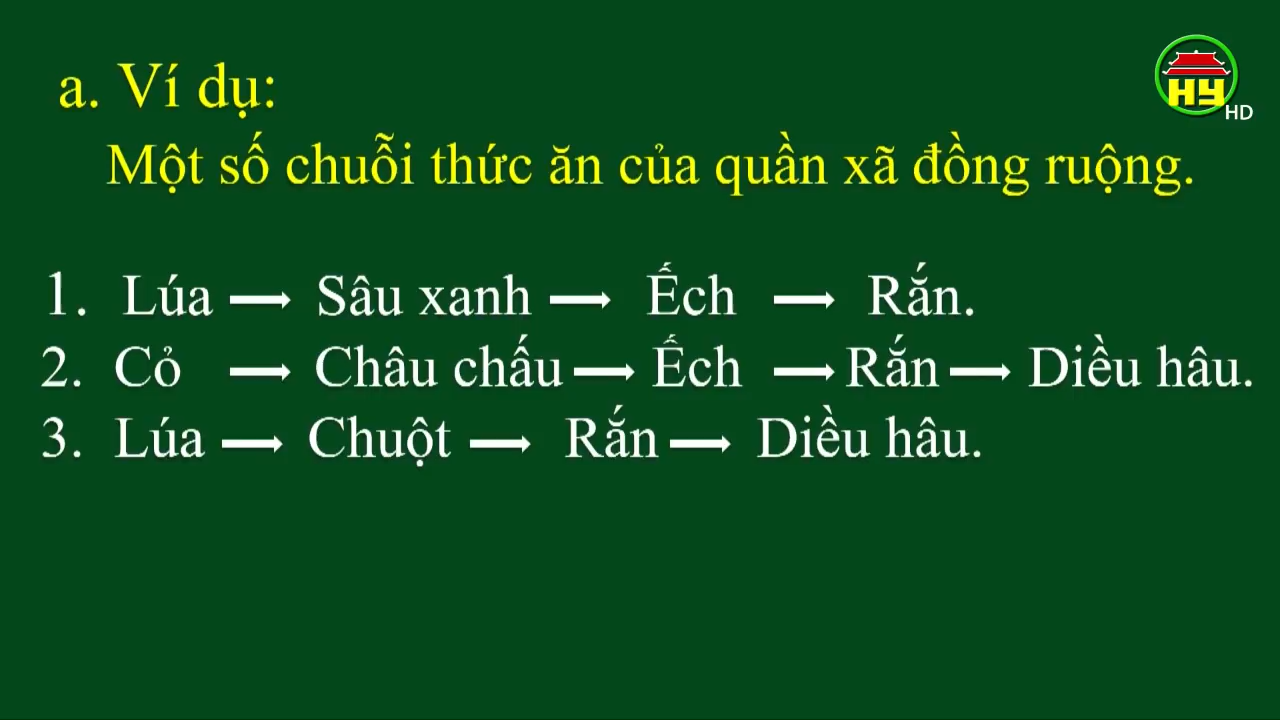 a. Ví dụ:
HY
HD
Một số chuỗi thức ăn của quần xã đồng ruộng.
1. Lúa → Sâu xanh → Ếch → Rắn.
2. Cỏ → Châu chấu → Ếch → Rắn → Diều hâu.
3. Lúa → Chuột → Rắn → Diều hâu.